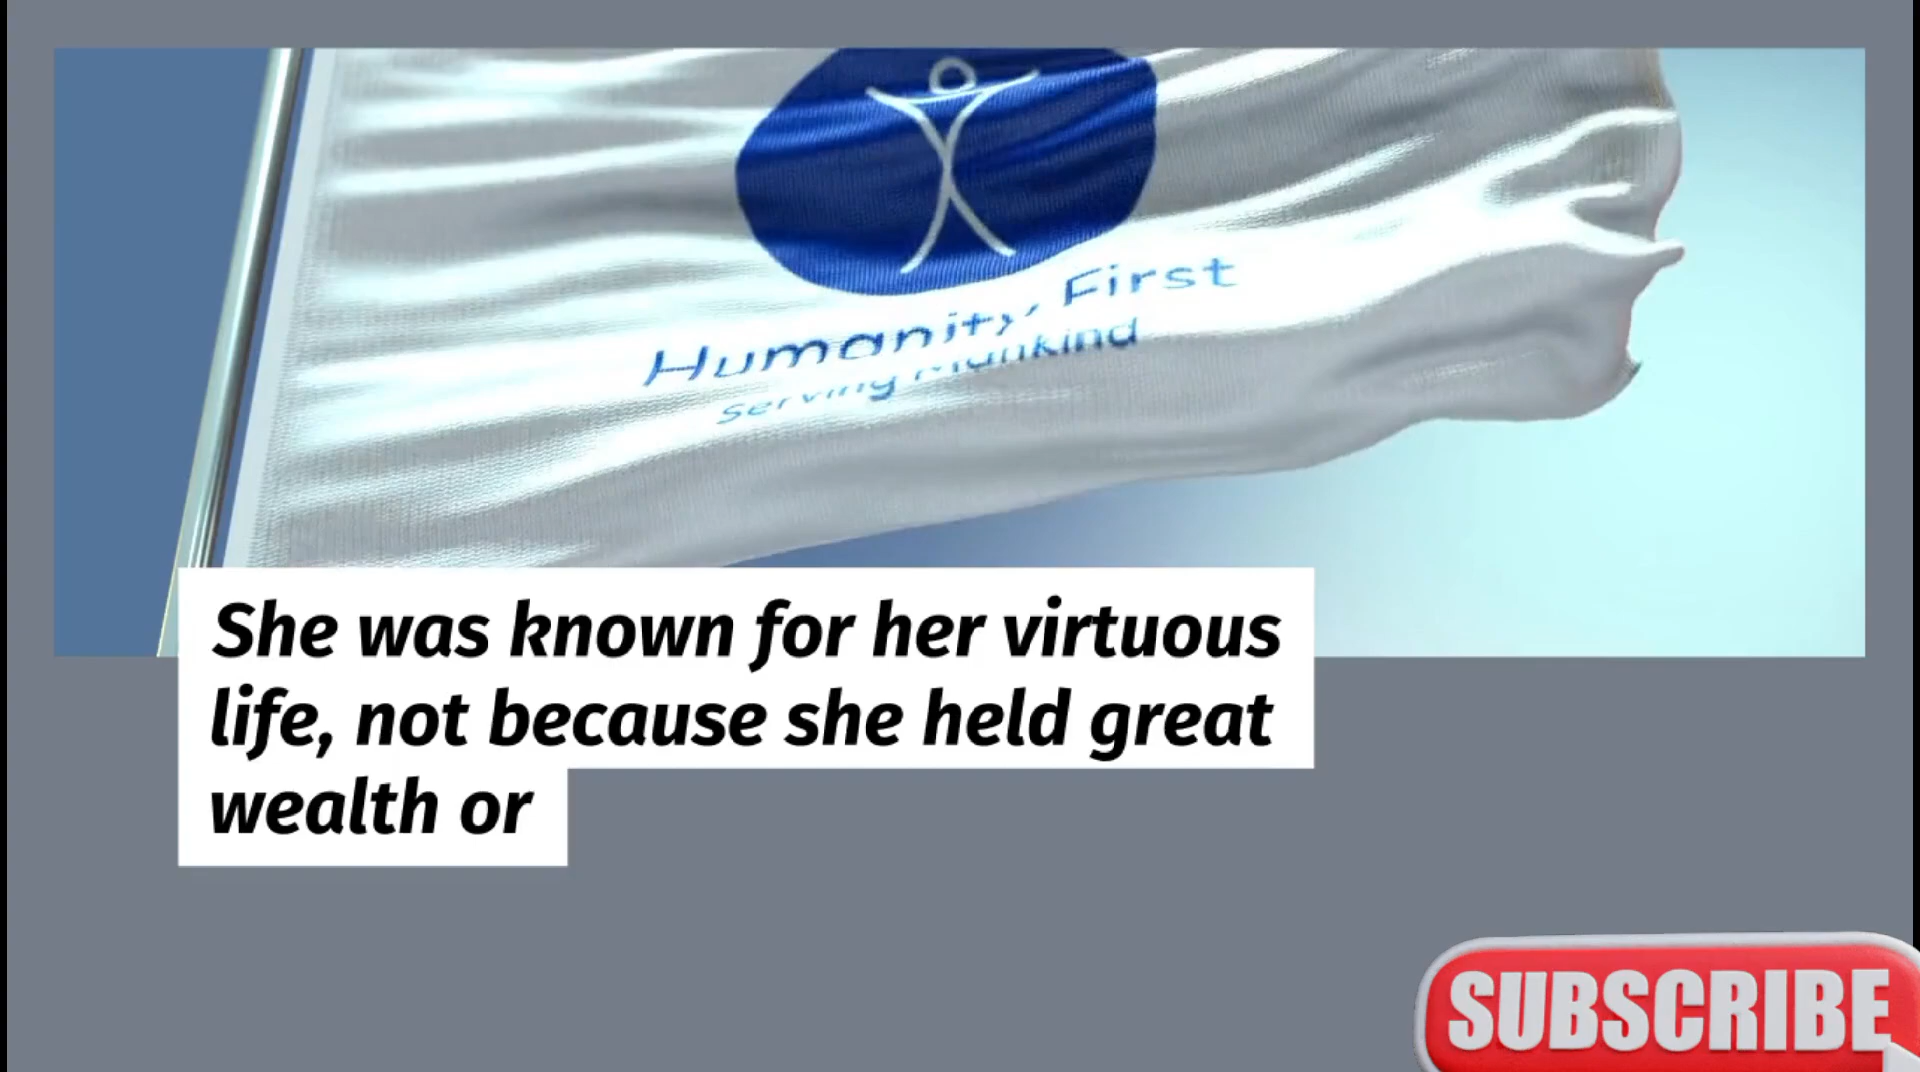 Humanity First
Serving Mankind
She was known for her virtuous
life, not because she held great
wealth or
SUBSCRIBE